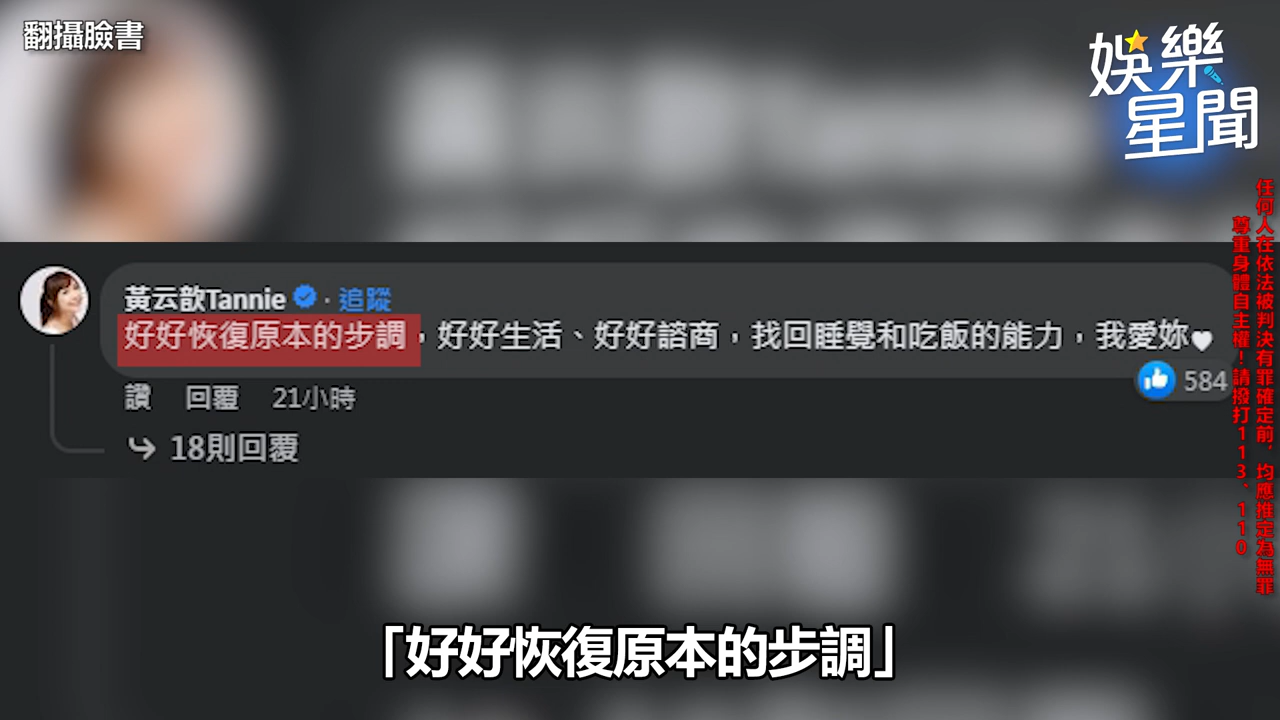 翻攝臉書
娛樂
星聞
黃云歆Tannie · 追蹤
好好恢復原本的步調，好好生活、好好諮商，找回睡覺和吃飯的能力，我愛妳
讚 回覆 21小時
584
18則回覆
任何人在依法被判決有罪確定前，均應推定為無罪
尊重身體自主權！請撥打113、110
「好好恢復原本的步調」